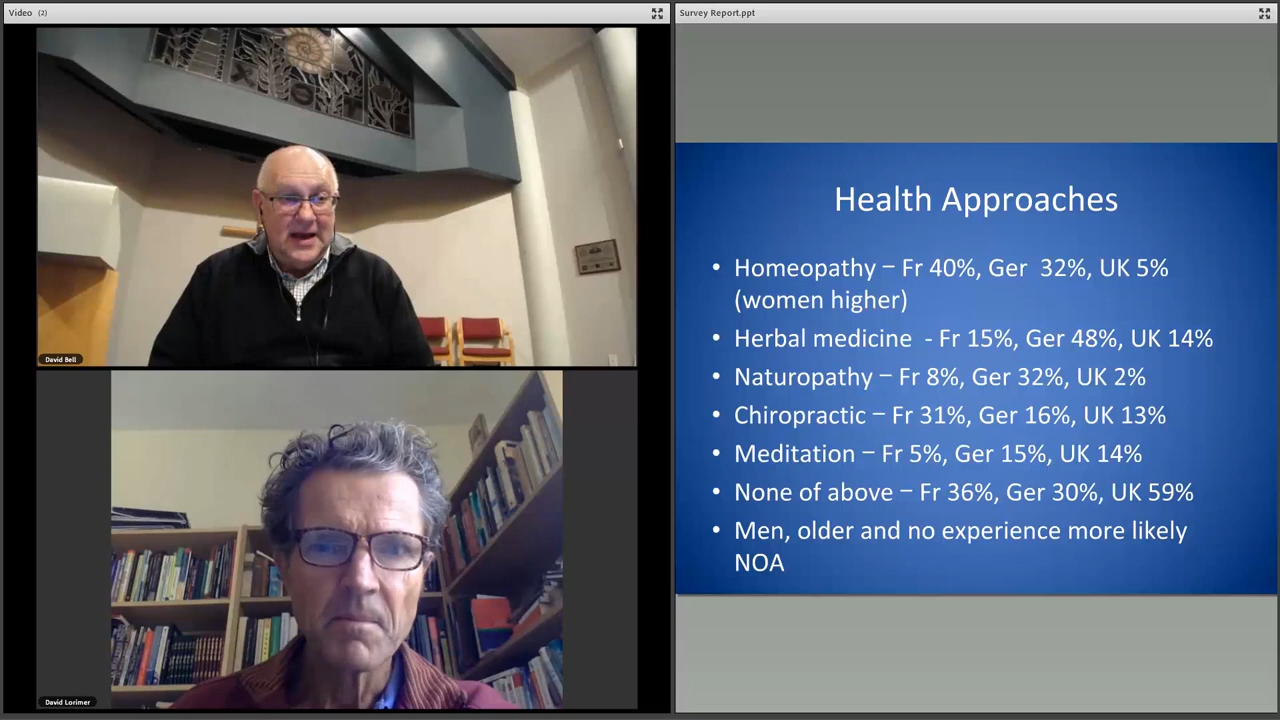 Video (2)
David Bell
David Lorimer
Survey Report.ppt
Health Approaches
• Homeopathy – Fr 40%, Ger  32%, UK 5%
(women higher)
• Herbal medicine  - Fr 15%, Ger 48%, UK 14%
• Naturopathy – Fr 8%, Ger 32%, UK 2%
• Chiropractic – Fr 31%, Ger 16%, UK 13%
• Meditation – Fr 5%, Ger 15%, UK 14%
• None of above – Fr 36%, Ger 30%, UK 59%
• Men, older and no experience more likely
NOA